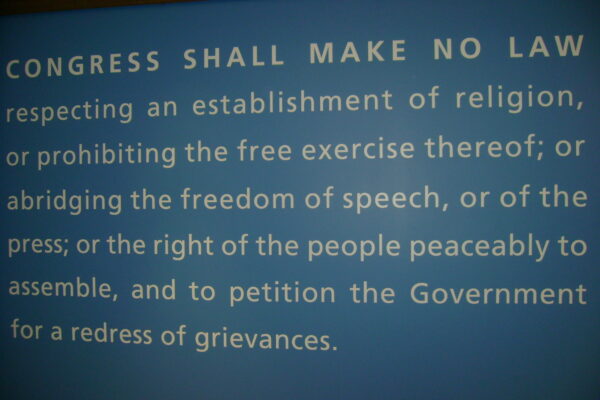 CONGRESS SHALL MAKE NO LAW
respecting an establishment of religion,
or prohibiting the free exercise thereof; or
abridging the freedom of speech, or of the
press; or the right of the people peaceably to
assemble, and to petition the Government
for a redress of grievances.